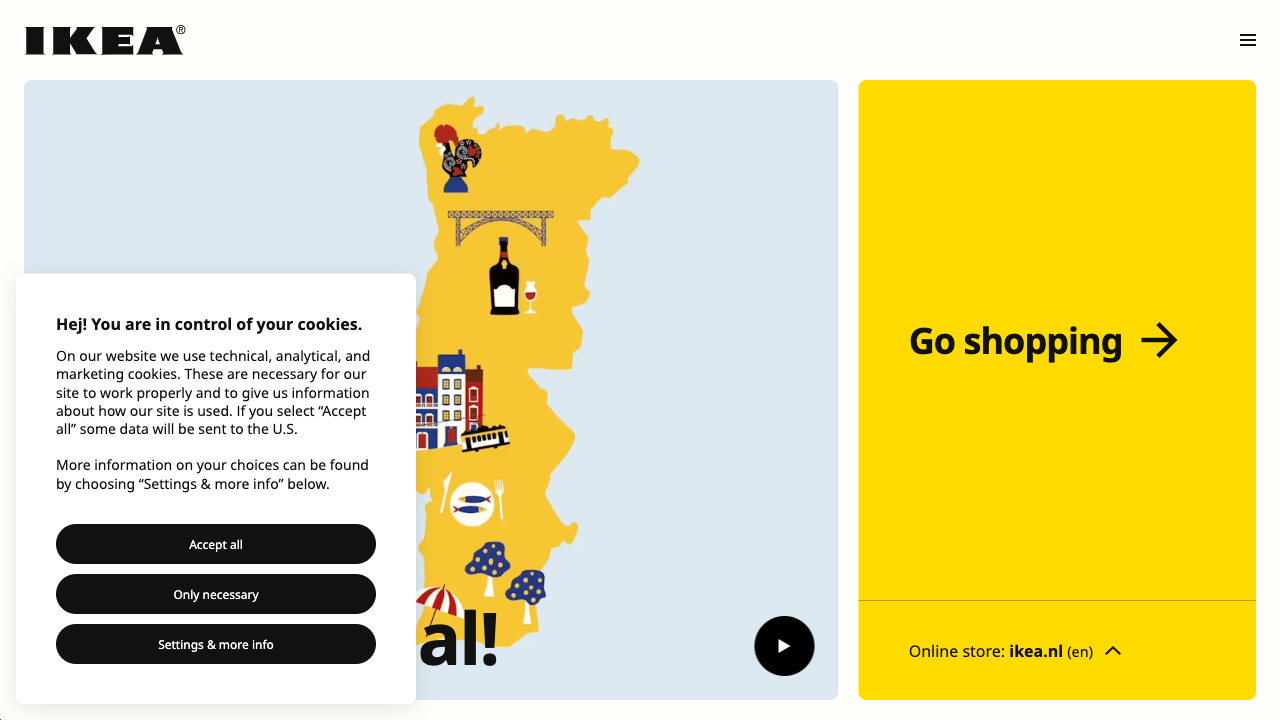 IKEA®
Hej! You are in control of your cookies.
On our website we use technical, analytical, and
marketing cookies. These are necessary for our
site to work properly and to give us information
about how our site is used. If you select “Accept
all” some data will be sent to the U.S.
More information on your choices can be found
by choosing “Settings & more info” below.
Accept all
Only necessary
Settings & more info
al!
Go shopping
Online store: ikea.nl (en)